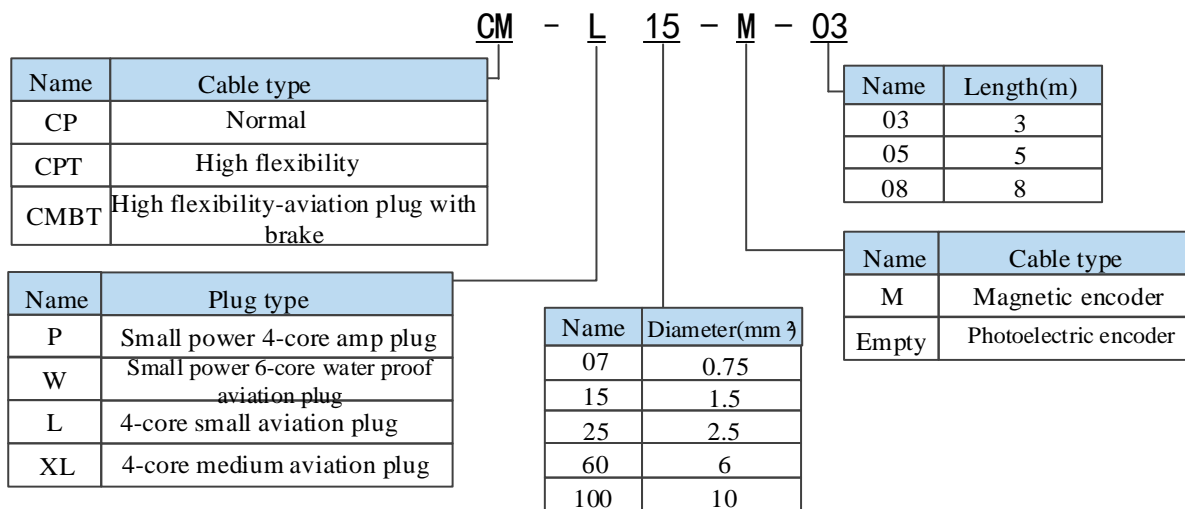 CM - L 15 - M - 03
Name Cable type
CP Normal
CPT High flexibility
CMBT High flexibility-aviation plug with
brake
Name Plug type
P Small power 4-core amp plug
W Small power 6-core water proof
aviation plug
L 4-core small aviation plug
XL 4-core medium aviation plug
Name Diameter(mm²)
07 0.75
15 1.5
25 2.5
60 6
100 10
Name Length(m)
03 3
05 5
08 8
Name Cable type
M Magnetic encoder
Empty Photoelectric encoder